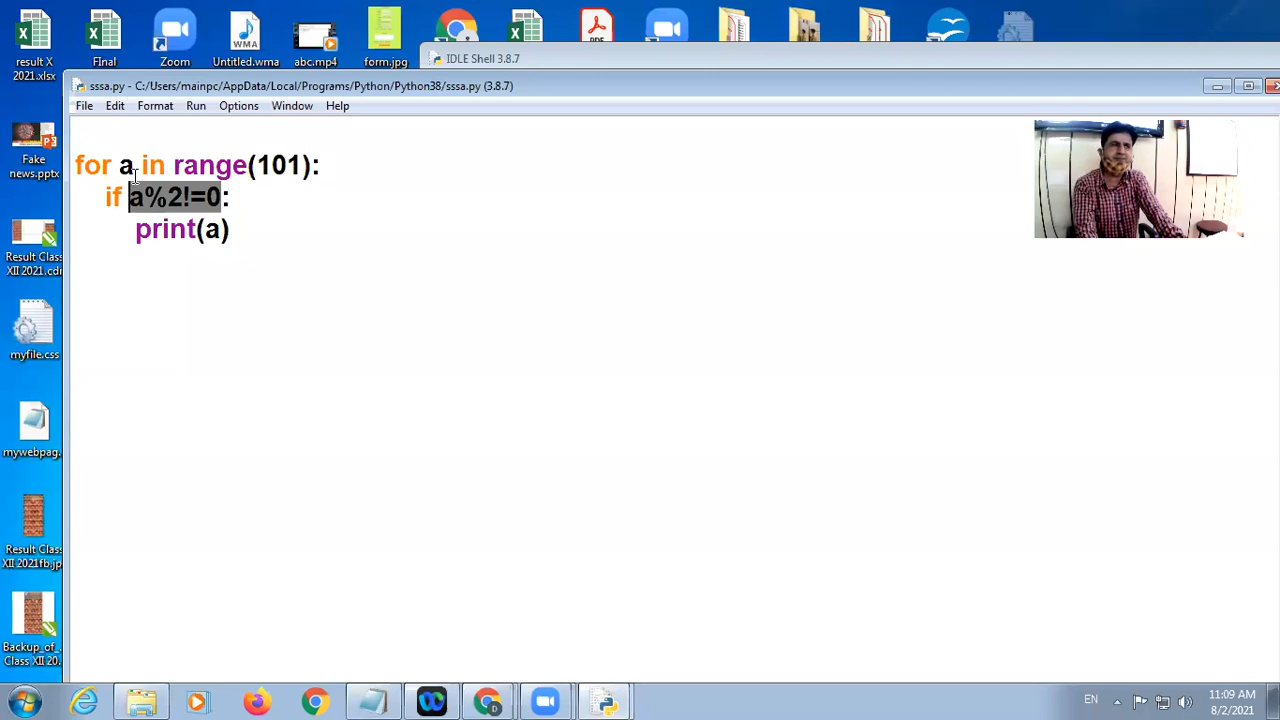 result X
2021.xlsx
FInal
Zoom
Untitled.wma
abc.mp4
form.jpg
IDLE Shell 3.8.7
sssa.py - C:/Users/mainpc/AppData/Local/Programs/Python/Python38/sssa.py (3.8.7)
File Edit Format Run Options Window Help
for a in range(101):
if a%2!=0:
print(a)
Fake
news.pptx
Result Class
XII 2021.cdr
myfile.css
mywebpag.
Result Class
XII 2021fb.jp
Backup_of_
Class XII 20.
EN
11:09 AM
8/2/2021